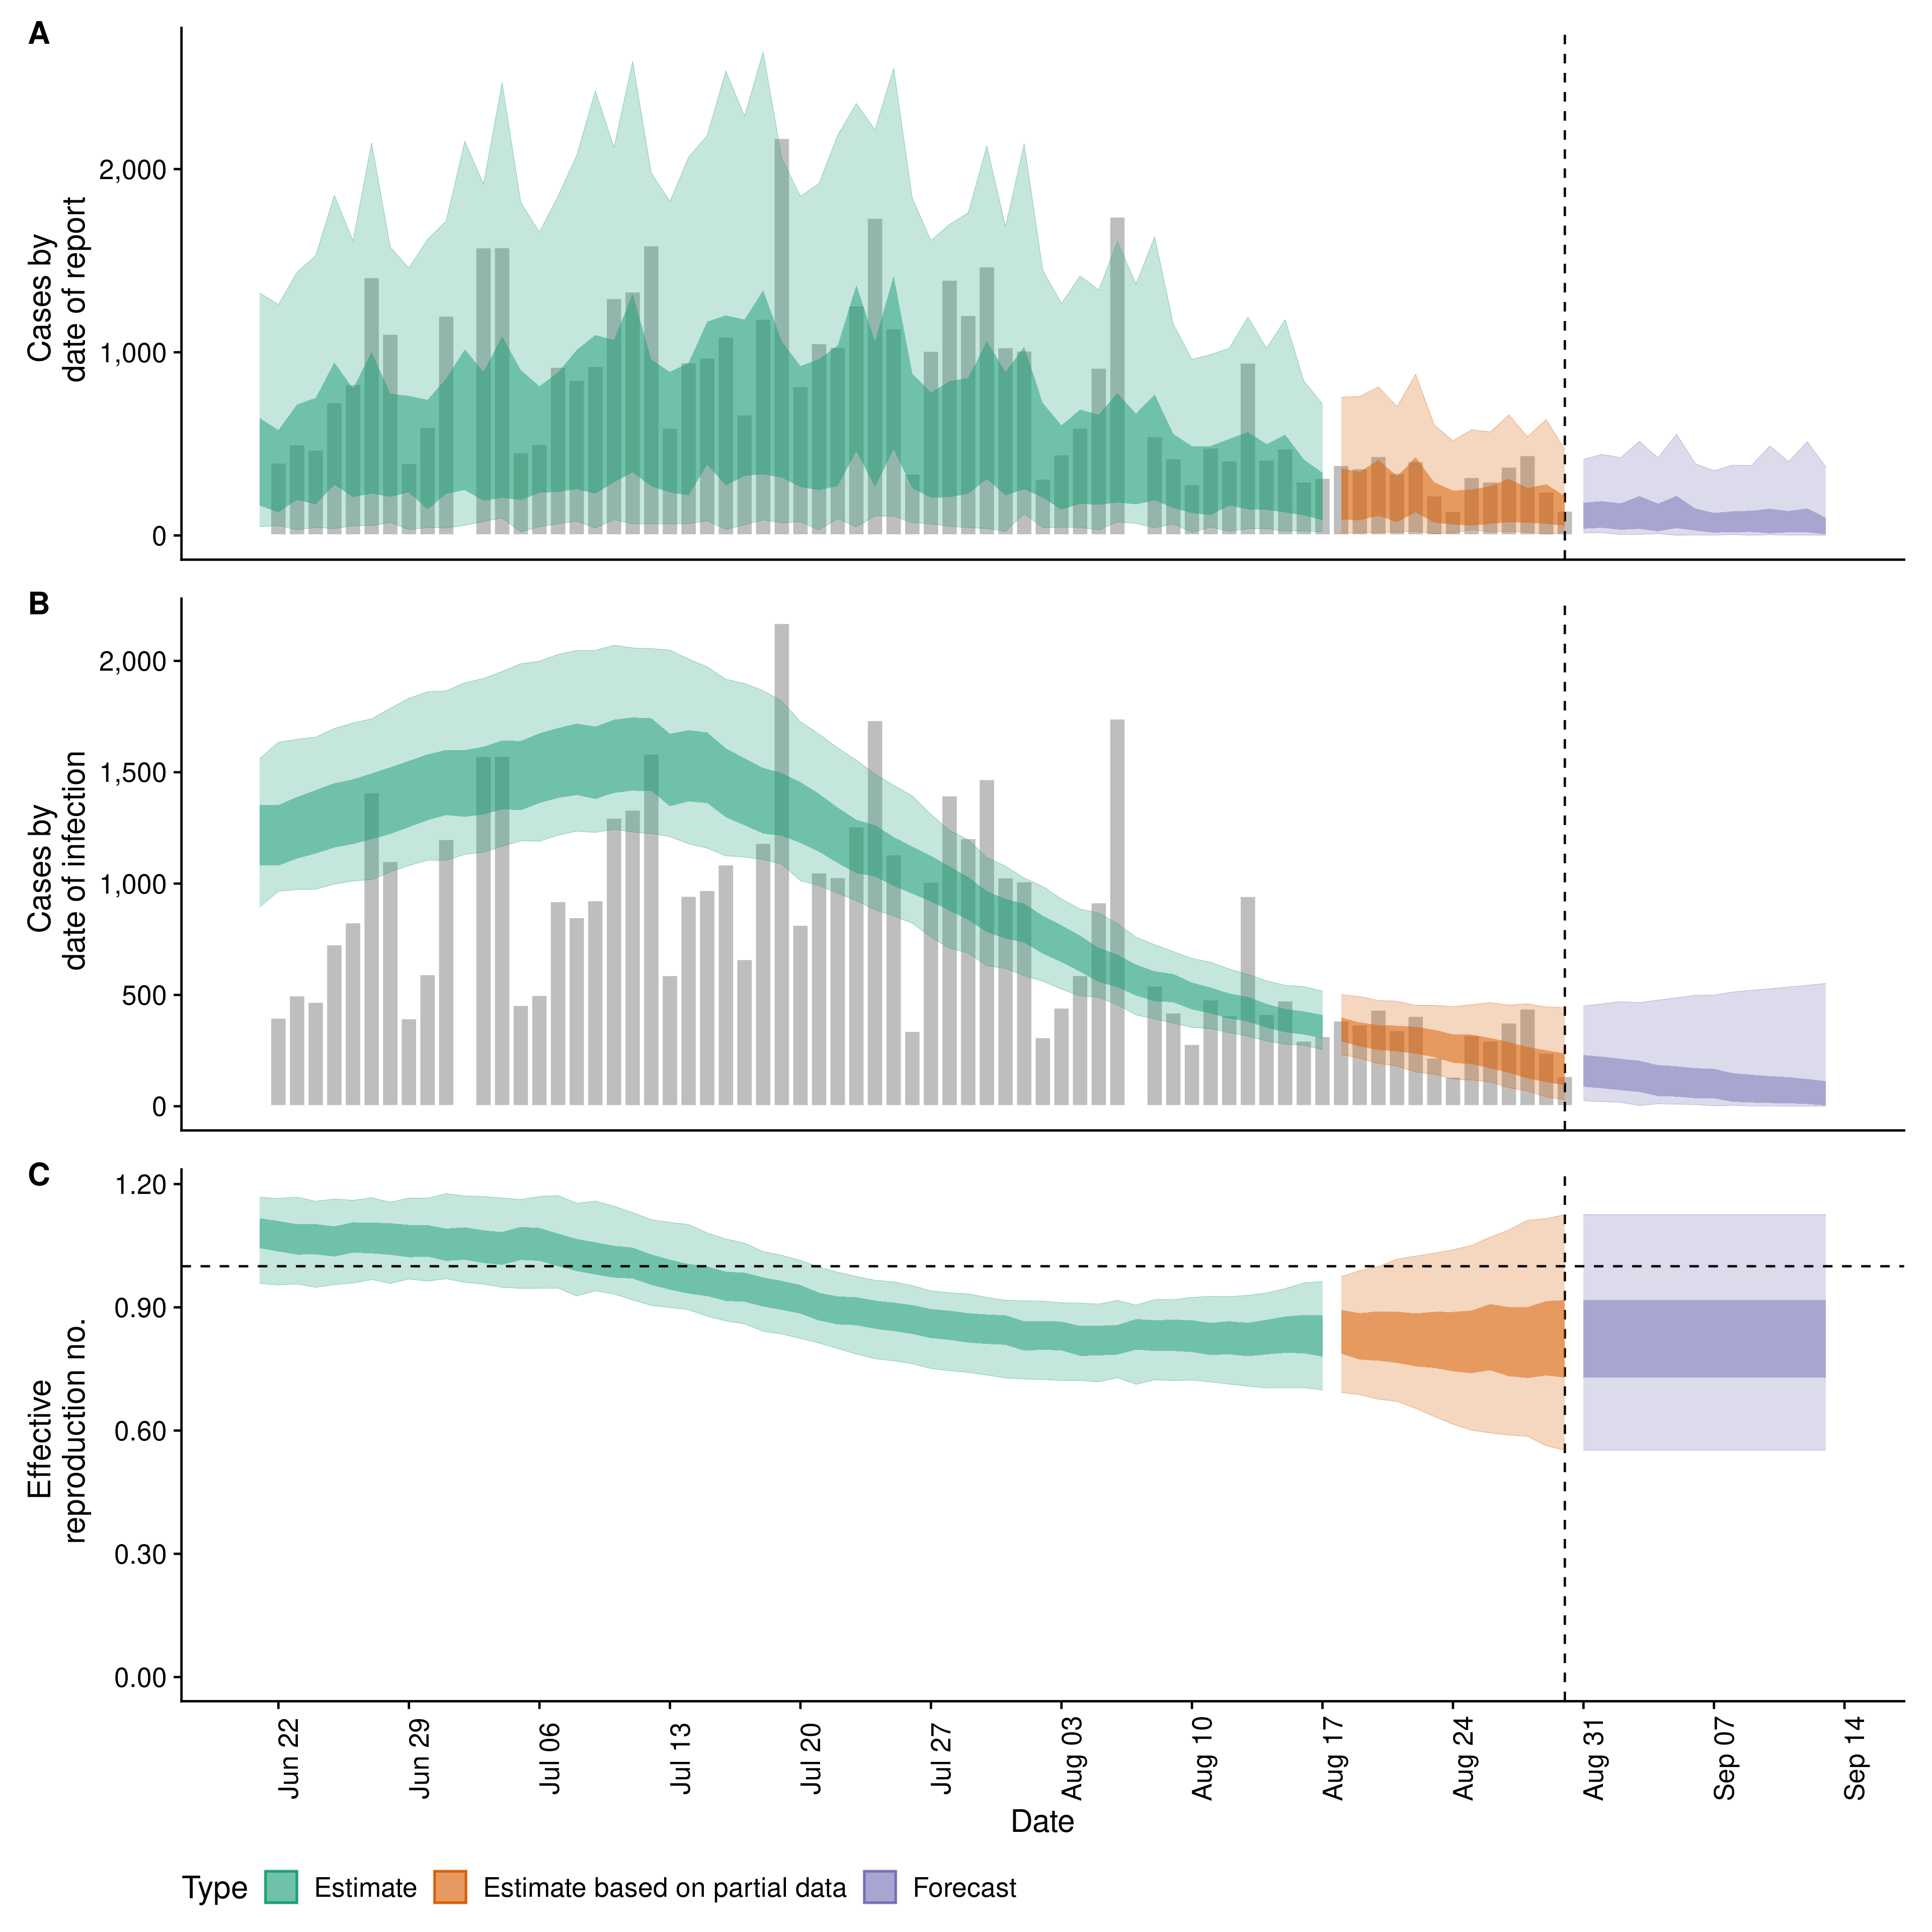 A
Cases by
date of report
2,000
1,000
0
B
Cases by
date of infection
2,000
1,500
1,000
500
0
C
Effective
reproduction no.
1.20
0.90
0.60
0.30
0.00
Jun 22
Jun 29
Jul 06
Jul 13
Jul 20
Jul 27
Aug 03
Aug 10
Aug 17
Aug 24
Aug 31
Sep 07
Sep 14
Date
Type Estimate Estimate based on partial data Forecast